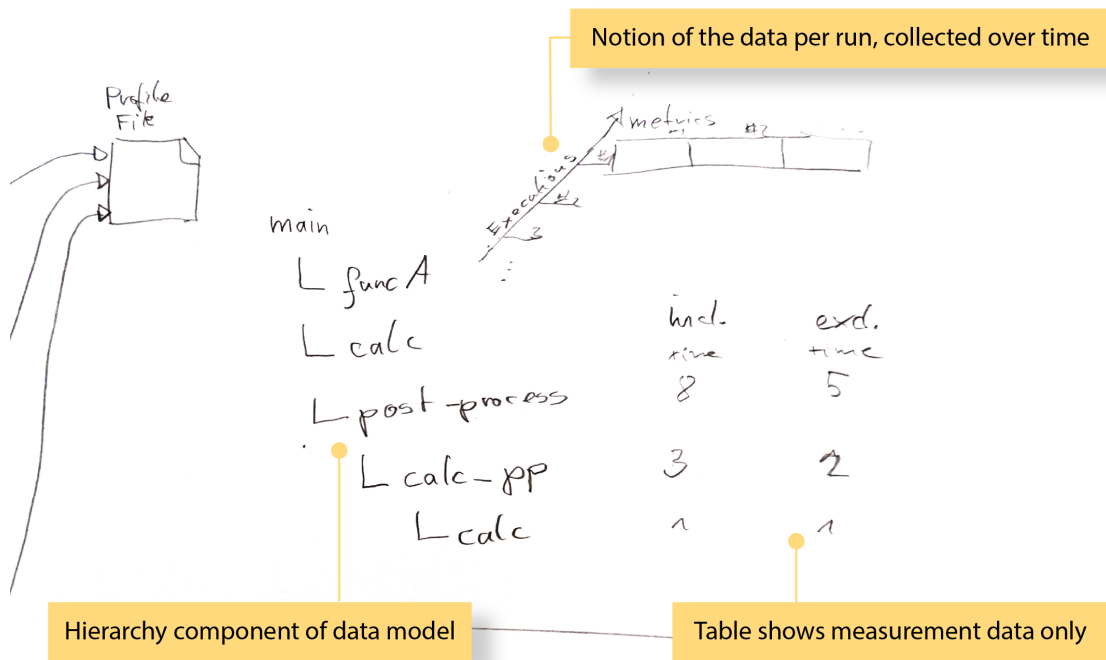 Notion of the data per run, collected over time
Profile
File
metrics
#1 #2 .....
Executions
#1
#2
3
main
func A
calc
incl. excl.
time time
post-process 8 5
calc-pp 3 2
calc 1 1
Hierarchy component of data model
Table shows measurement data only